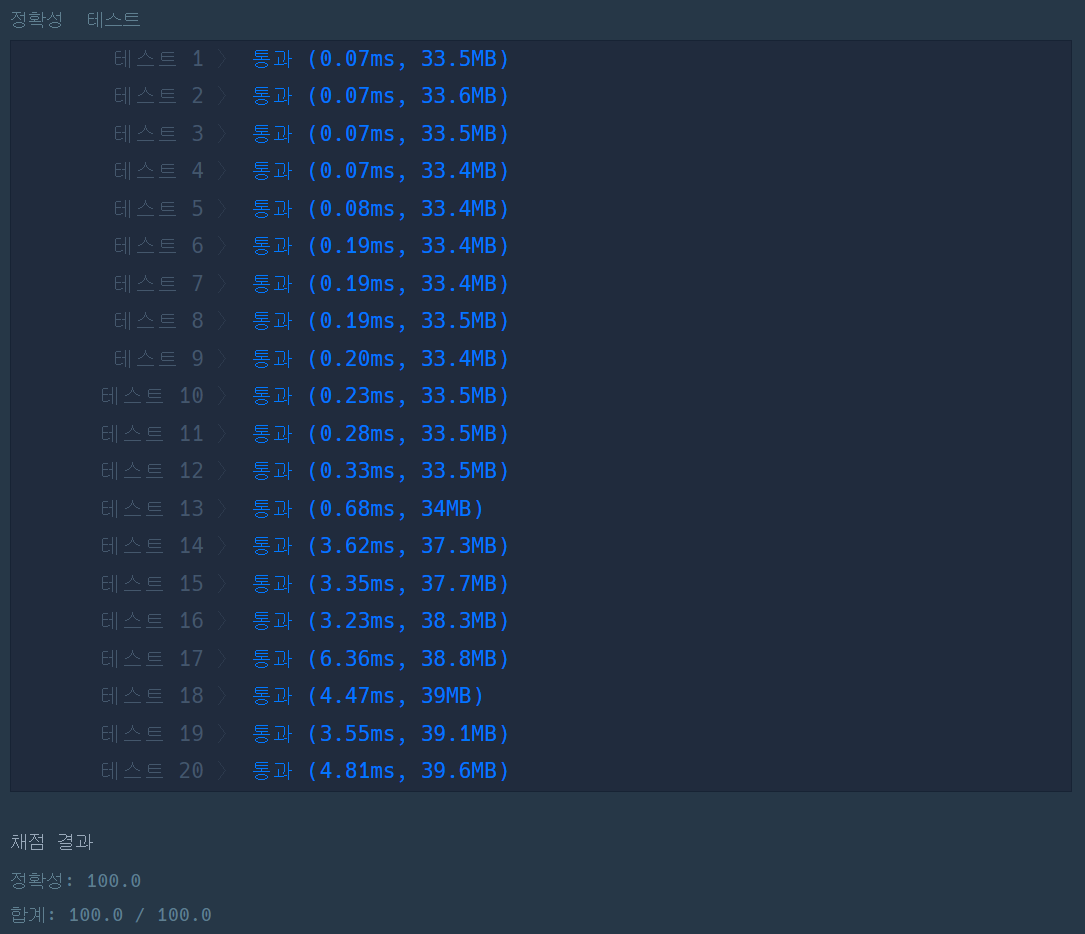 정확성 테스트
테스트 1 〉 통과 (0.07ms, 33.5MB)
테스트 2 〉 통과 (0.07ms, 33.6MB)
테스트 3 〉 통과 (0.07ms, 33.5MB)
테스트 4 〉 통과 (0.07ms, 33.4MB)
테스트 5 〉 통과 (0.08ms, 33.4MB)
테스트 6 〉 통과 (0.19ms, 33.4MB)
테스트 7 〉 통과 (0.19ms, 33.4MB)
테스트 8 〉 통과 (0.19ms, 33.5MB)
테스트 9 〉 통과 (0.20ms, 33.4MB)
테스트 10 〉 통과 (0.23ms, 33.5MB)
테스트 11 〉 통과 (0.28ms, 33.5MB)
테스트 12 〉 통과 (0.33ms, 33.5MB)
테스트 13 〉 통과 (0.68ms, 34MB)
테스트 14 〉 통과 (3.62ms, 37.3MB)
테스트 15 〉 통과 (3.35ms, 37.7MB)
테스트 16 〉 통과 (3.23ms, 38.3MB)
테스트 17 〉 통과 (6.36ms, 38.8MB)
테스트 18 〉 통과 (4.47ms, 39MB)
테스트 19 〉 통과 (3.55ms, 39.1MB)
테스트 20 〉 통과 (4.81ms, 39.6MB)
채점 결과
정확성: 100.0
합계: 100.0 / 100.0